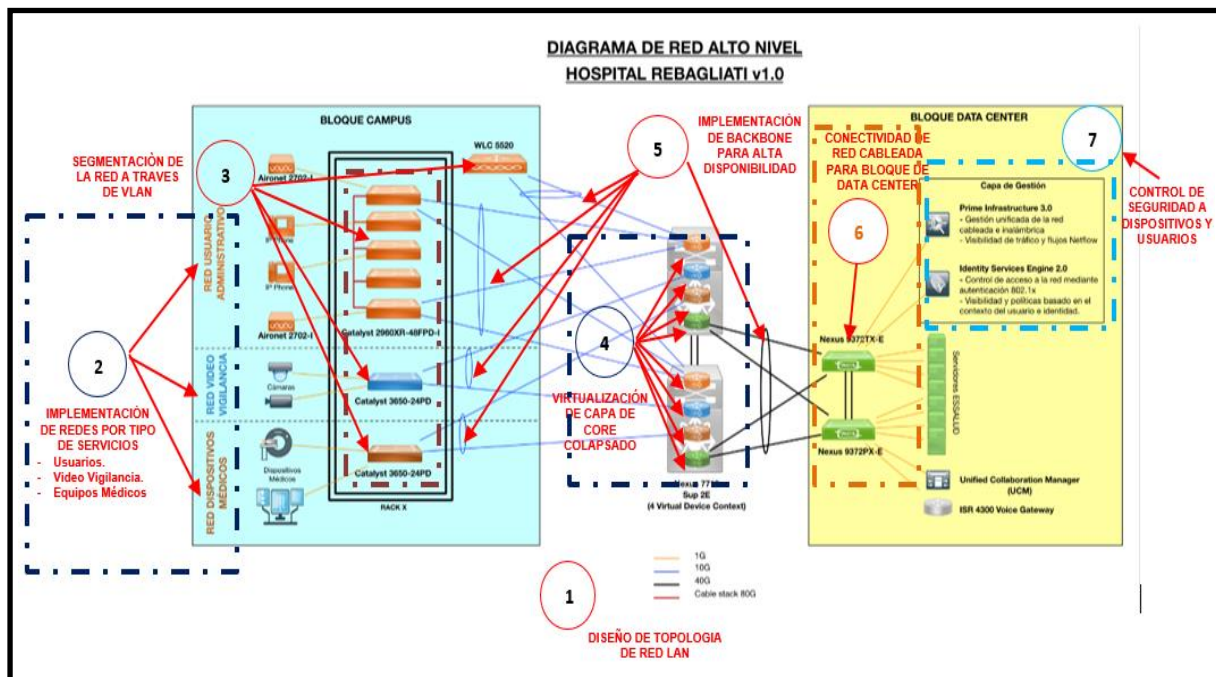 DIAGRAMA DE RED ALTO NIVEL
HOSPITAL REBAGLIATI v1.0
BLOQUE CAMPUS
WLC 5520
SEGMENTACIÒN DE
LA RED A TRAVES
DE VLAN
3
Aironet 2702-I
IP Phone
IP Phone
Aironet 2702-I
Catalyst 2960XR-48FPD-I
RED USUARIO
ADMINISTRATIVO
2
IMPLEMENTACIÓN
DE REDES POR TIPO
DE SERVICIOS
- Usuarios.
- Video Vigilancia.
- Equipos Médicos
RED VIDEO
VIGILANCIA
Cámaras
Catalyst 3650-24PD
RED DISPOSITIVOS
MÉDICOS
Dispositivos
Médicos
Catalyst 3650-24PD
RACK X
5
IMPLEMENTACIÓN
DE BACKBONE
PARA ALTA
DISPONIBILIDAD
4
VIRTUALIZACIÓN
DE CAPA DE
CORE
COLAPSADO
Sup 2E
(4 Virtual Device Context)
1G
10G
40G
Cable stack 80G
1
DISEÑO DE TOPOLOGIA
DE RED LAN
BLOQUE DATA CENTER
CONECTIVIDAD DE
RED CABLEADA
PARA BLOQUE DE
DATA CENTER
6
7
CONTROL DE
SEGURIDAD A
DISPOSITIVOS Y
USUARIOS
Capa de Gestión
Prime Infrastructure 3.0
- Gestión unificada de la red
cableada e inalámbrica
- Visibilidad de tráfico y flujos Netflow
Identity Services Engine 2.0
- Control de acceso a la red mediante
autenticación 802.1x
- Visibilidad y políticas basado en el
contexto del usuario e identidad.
Nexus 9372TX-E
Nexus 9372PX-E
Servidores ESSALUD
Unified Collaboration Manager
(UCM)
ISR 4300 Voice Gateway